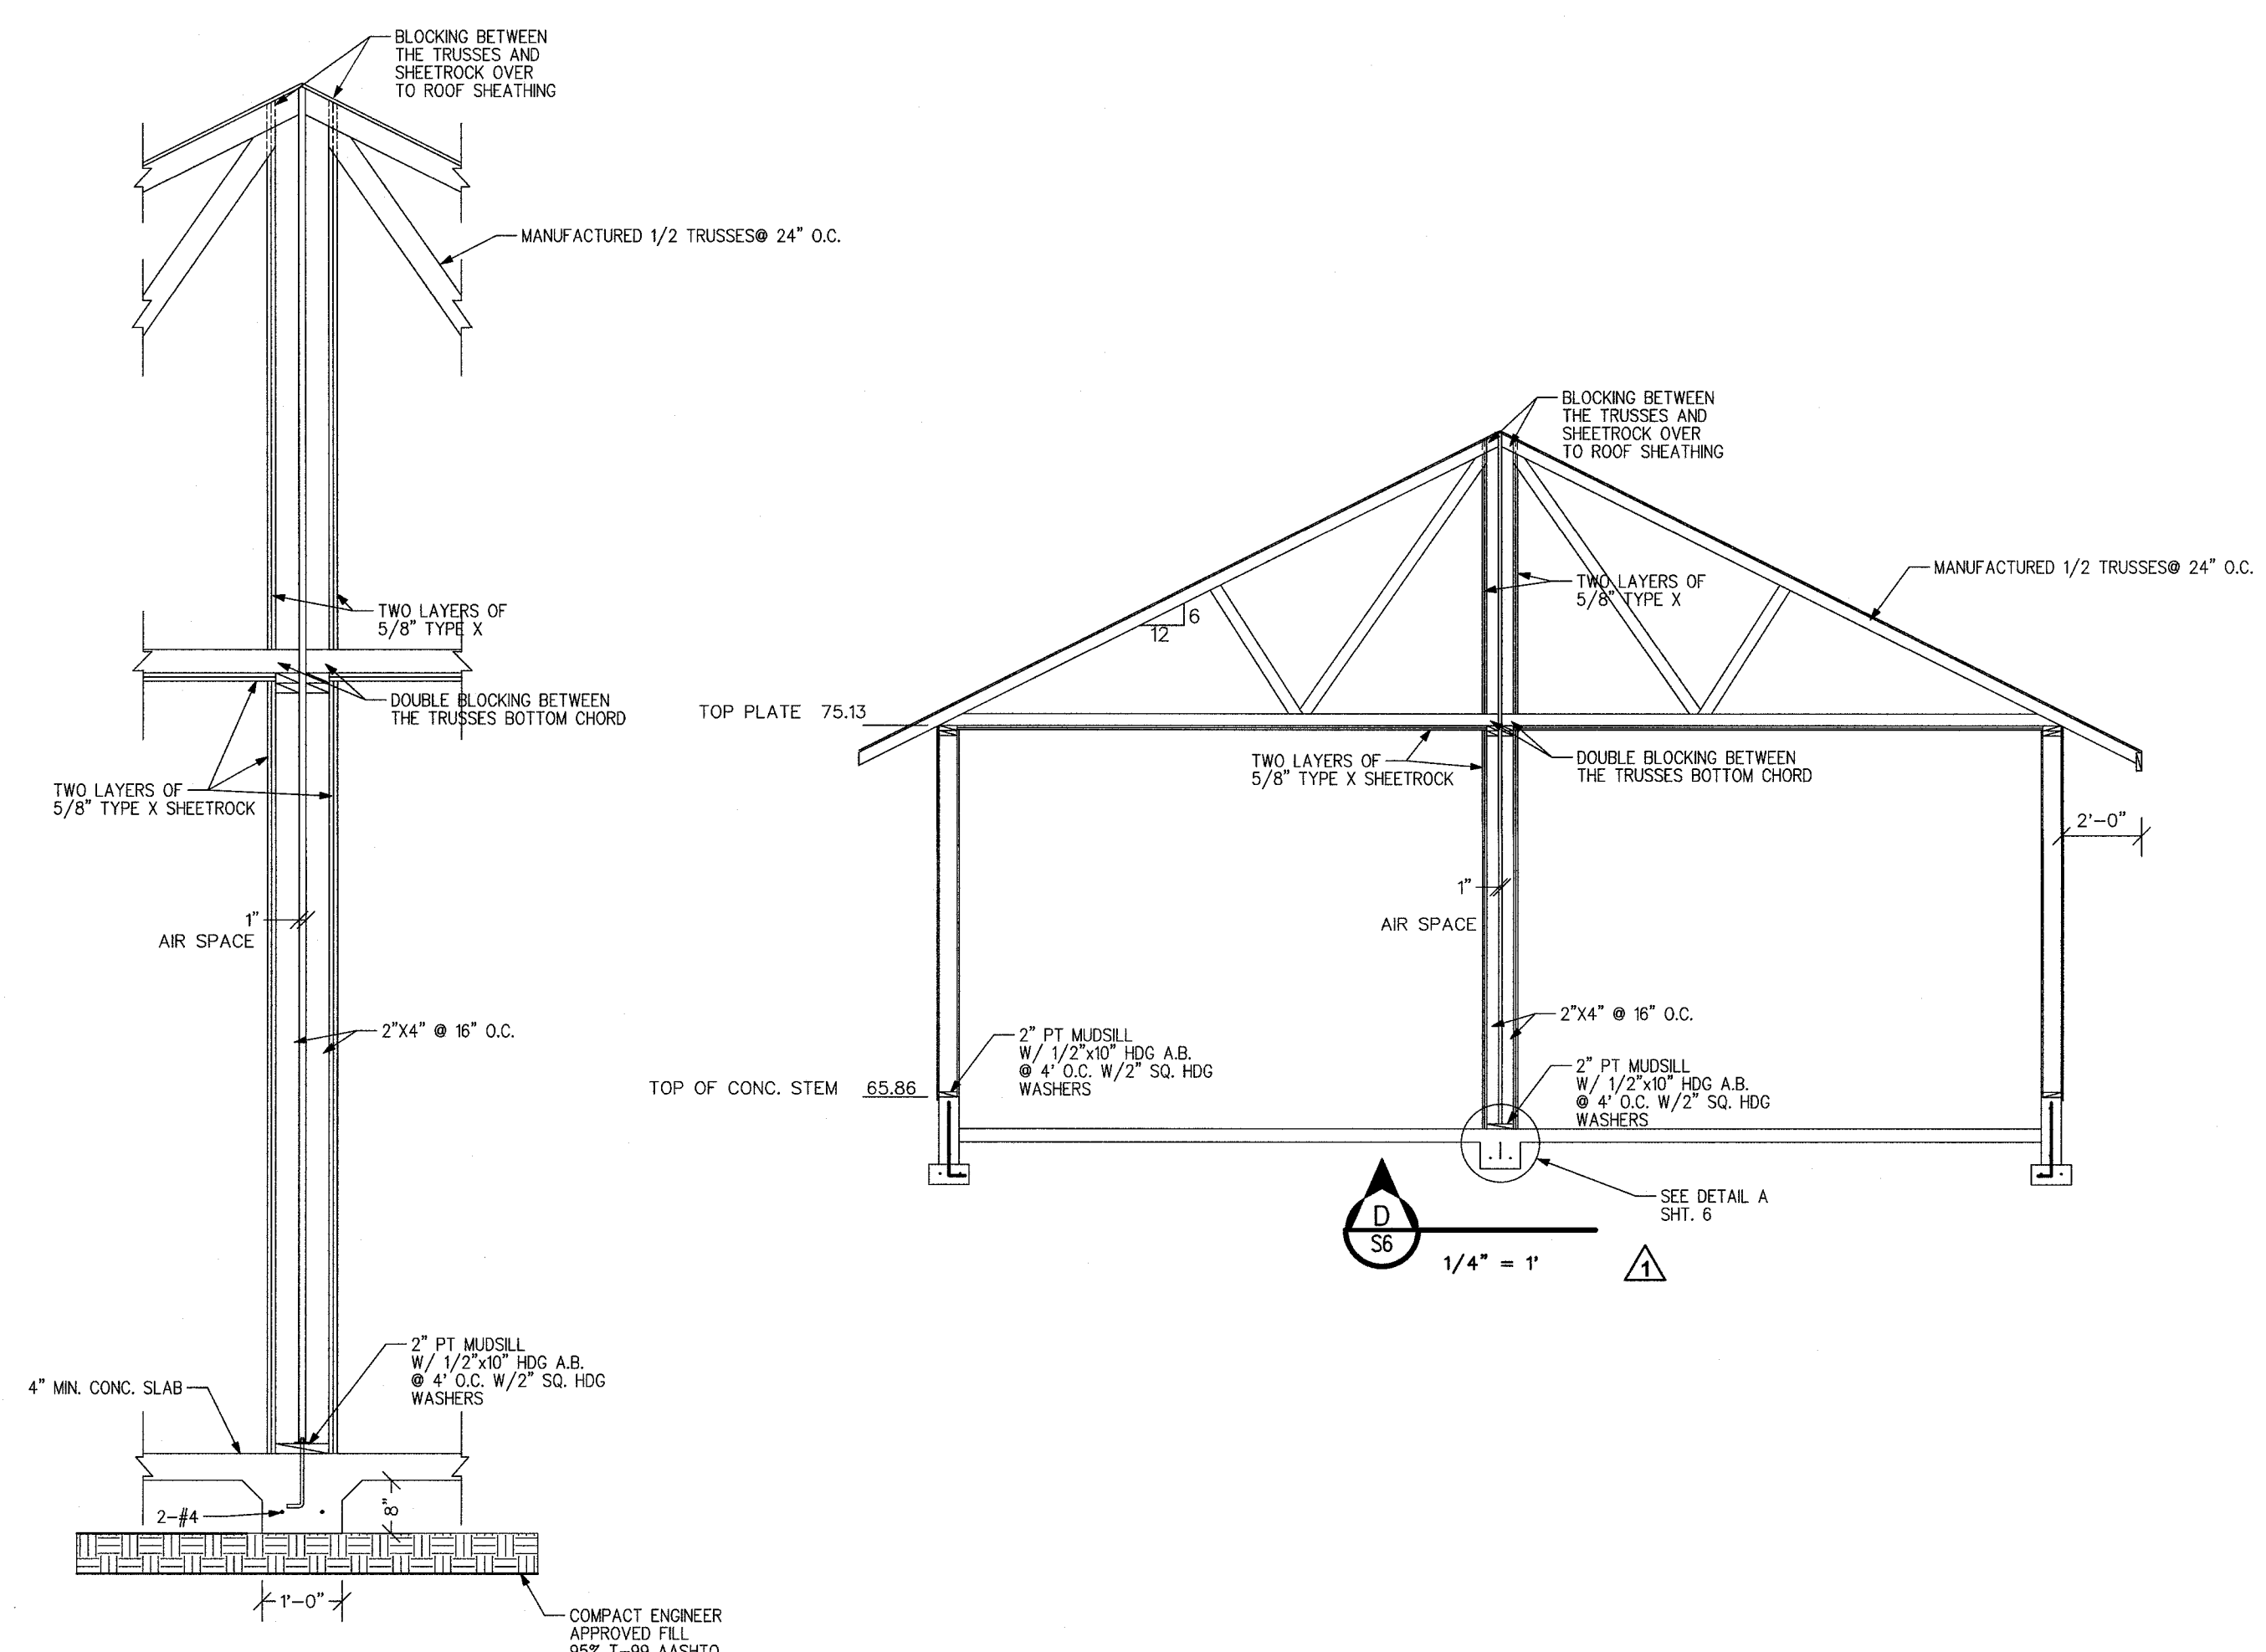 BLOCKING BETWEEN
THE TRUSSES AND
SHEETROCK OVER
TO ROOF SHEATHING
MANUFACTURED 1/2 TRUSSES@ 24" O.C.
TWO LAYERS OF
5/8" TYPE X
DOUBLE BLOCKING BETWEEN
THE TRUSSES BOTTOM CHORD
TWO LAYERS OF
5/8" TYPE X SHEETROCK
1"
AIR SPACE
2"X4" @ 16" O.C.
2" PT MUDSILL
W/ 1/2"x10" HDG A.B.
@ 4' O.C. W/2" SQ. HDG
WASHERS
4" MIN. CONC. SLAB
2-#4
8"
1'-0"
COMPACT ENGINEER
APPROVED FILL
95% T-99 AASHTO
BLOCKING BETWEEN
THE TRUSSES AND
SHEETROCK OVER
TO ROOF SHEATHING
MANUFACTURED 1/2 TRUSSES@ 24" O.C.
TWO LAYERS OF
5/8" TYPE X
6
12
TOP PLATE 75.13
TWO LAYERS OF
5/8" TYPE X SHEETROCK
DOUBLE BLOCKING BETWEEN
THE TRUSSES BOTTOM CHORD
2'-0"
1"
AIR SPACE
2"X4" @ 16" O.C.
2" PT MUDSILL
W/ 1/2"x10" HDG A.B.
@ 4' O.C. W/2" SQ. HDG
WASHERS
2" PT MUDSILL
W/ 1/2"x10" HDG A.B.
@ 4' O.C. W/2" SQ. HDG
WASHERS
TOP OF CONC. STEM 65.86
SEE DETAIL A
SHT. 6
D
S6
1/4" = 1'
1